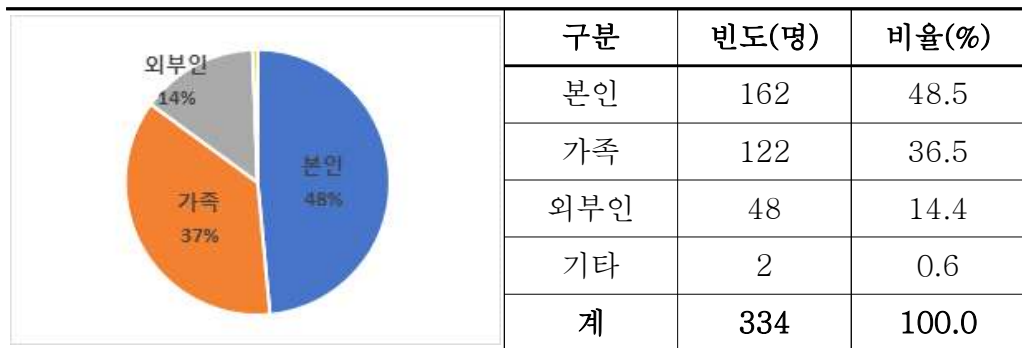 외부인
14%
본인
48%
가족
37%
구분 빈도(명) 비율(%)
본인 162 48.5
가족 122 36.5
외부인 48 14.4
기타 2 0.6
계 334 100.0